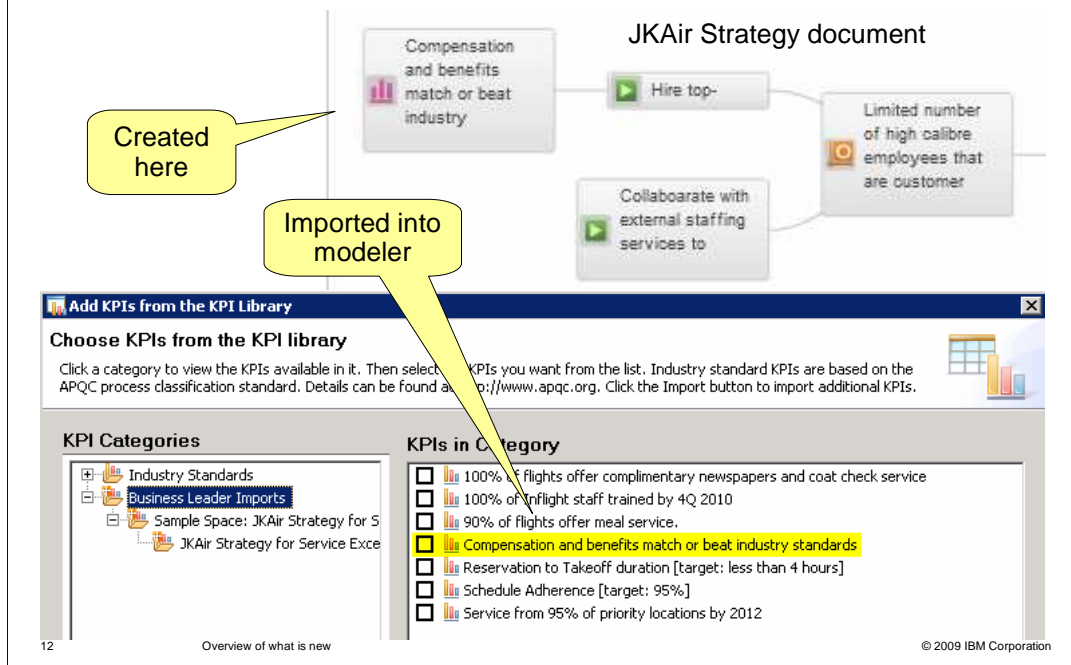 JKAir Strategy document
Compensation
and benefits
match or beat
industry
Hire top-
Limited number
of high calibre
employees that
are customer
Collaboarate with
external staffing
services to
Created
here
Imported into
modeler
Add KPIs from the KPI Library
Choose KPIs from the KPI library
Click a category to view the KPIs available in it. Then select KPIs you want from the list. Industry standard KPIs are based on the
APQC process classification standard. Details can be found a p://www.apqc.org. Click the Import button to import additional KPIs.
KPI Categories
Industry Standards
Business Leader Imports
Sample Space: JKAir Strategy for S
JKAir Strategy for Service Exce
KPIs in Category
100% of flights offer complimentary newspapers and coat check service
100% of Inflight staff trained by 4Q 2010
90% of flights offer meal service.
Compensation and benefits match or beat industry standards
Reservation to Takeoff duration [target: less than 4 hours]
Schedule Adherence [target: 95%]
Service from 95% of priority locations by 2012
12
Overview of what is new
© 2009 IBM Corporation